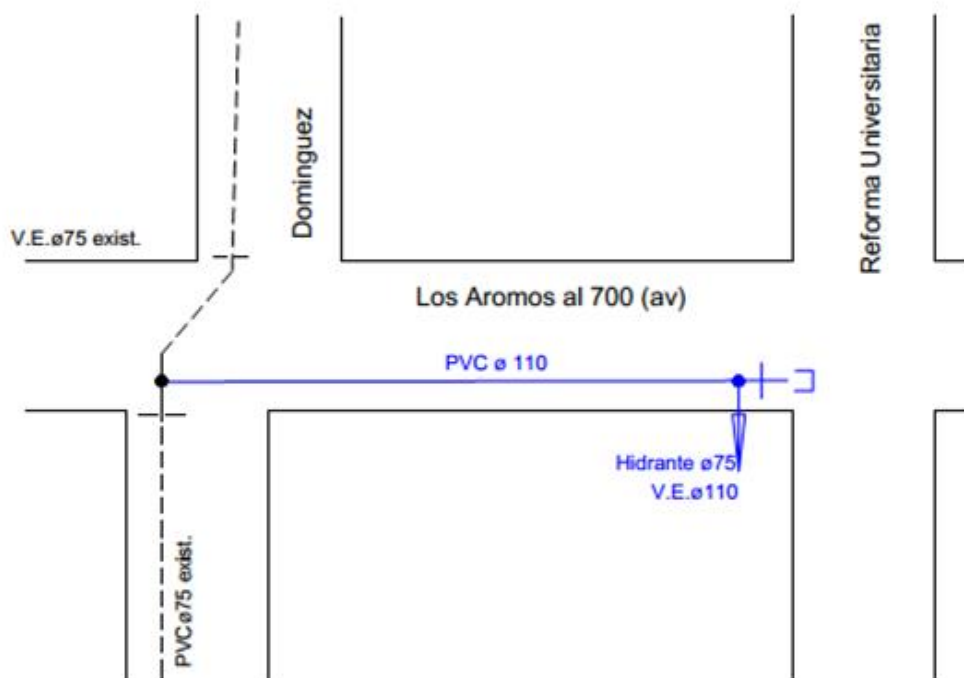 Dominguez
Reforma Universitaria
V.E.ø75 exist.
Los Aromos al 700 (av)
PVC ø 110
Hidrante ø75
V.E.ø110
PVCø75 exist.